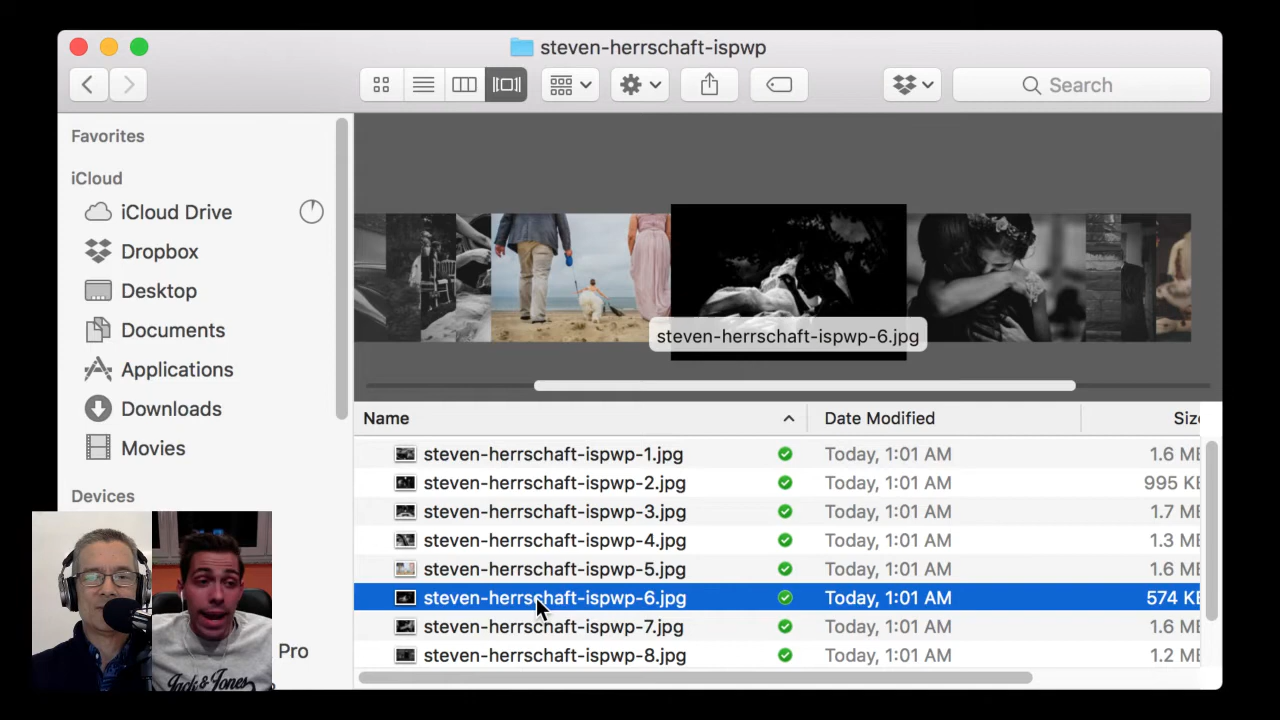 steven-herrschaft-ispwp
Search
Favorites
iCloud
iCloud Drive
Dropbox
Desktop
Documents
Applications
Downloads
Movies
Devices
Pro
steven-herrschaft-ispwp-6.jpg
Name Date Modified Size
steven-herrschaft-ispwp-1.jpg Today, 1:01 AM 1.6 MB
steven-herrschaft-ispwp-2.jpg Today, 1:01 AM 995 KB
steven-herrschaft-ispwp-3.jpg Today, 1:01 AM 1.7 MB
steven-herrschaft-ispwp-4.jpg Today, 1:01 AM 1.3 MB
steven-herrschaft-ispwp-5.jpg Today, 1:01 AM 1.6 MB
steven-herrschaft-ispwp-6.jpg Today, 1:01 AM 574 KB
steven-herrschaft-ispwp-7.jpg Today, 1:01 AM 1.6 MB
steven-herrschaft-ispwp-8.jpg Today, 1:01 AM 1.2 MB
JACK & JONES